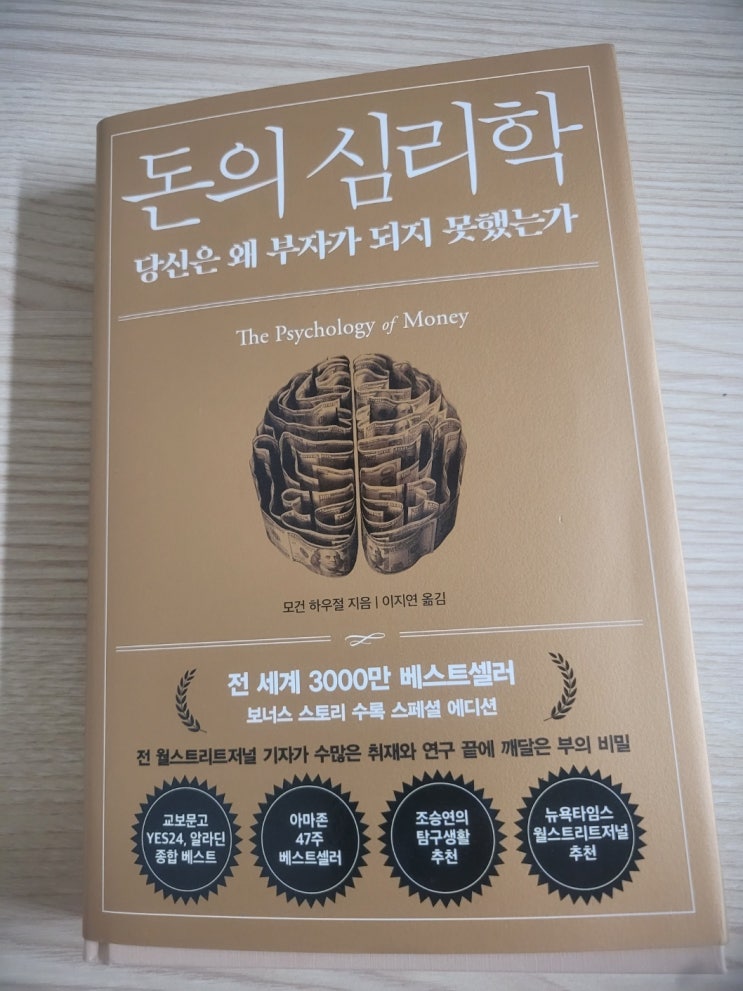 돈의 심리학
당신은 왜 부자가 되지 못했는가
The Psychology of Money
모건 하우절 지음 | 이지연 옮김
전 세계 3000만 베스트셀러
보너스 스토리 수록 스페셜 에디션
전 월스트리트저널 기자가 수많은 취재와 연구 끝에 깨달은 부의 비밀
교보문고
YES24, 알라딘
종합 베스트
아마존
47주
베스트셀러
조승연의
탐구생활
추천
뉴욕타임스
월스트리트저널
추천